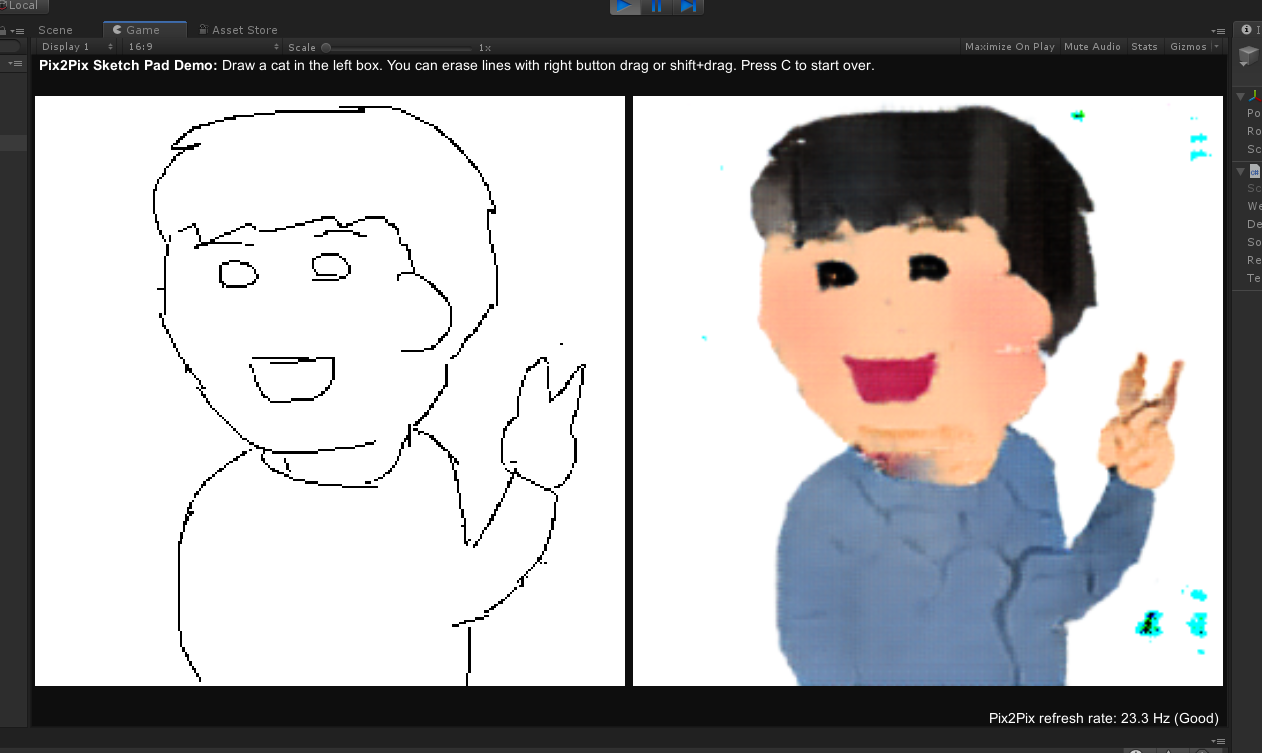 Local
Scene
Game
Asset Store
Display 1
16:9
Scale
1x
Maximize On Play
Mute Audio
Stats
Gizmos
Pix2Pix Sketch Pad Demo: Draw a cat in the left box. You can erase lines with right button drag or shift+drag. Press C to start over.
I
Po
Ro
Sc
Sc
We
De
So
Re
Te
Pix2Pix refresh rate: 23.3 Hz (Good)